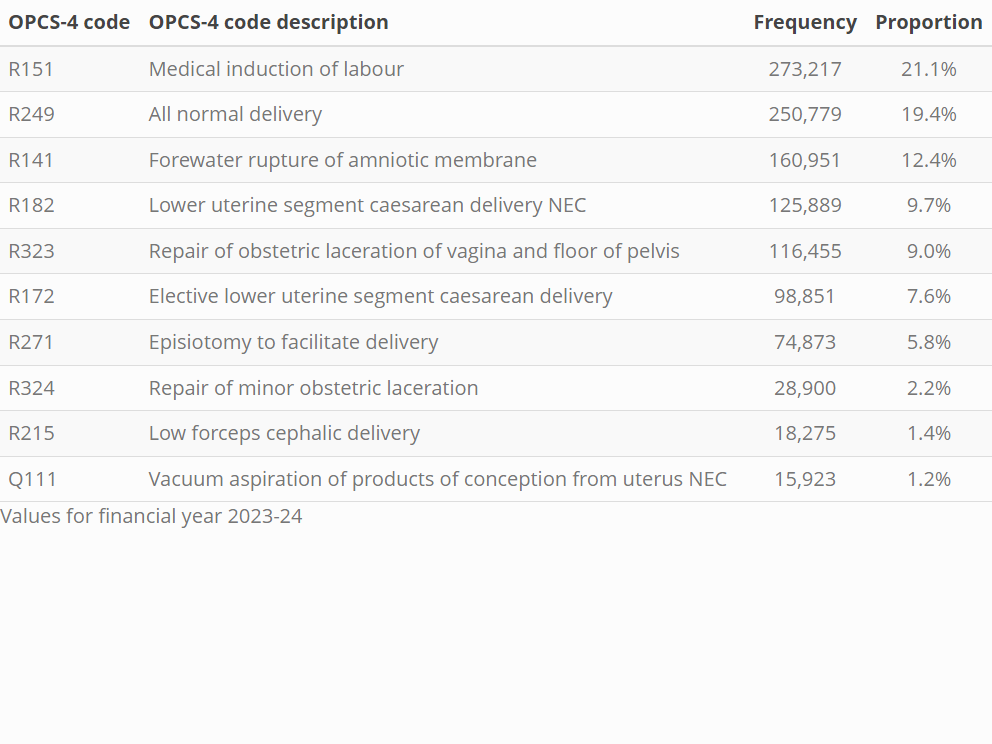 OPCS-4 code OPCS-4 code description Frequency Proportion
R151 Medical induction of labour 273,217 21.1%
R249 All normal delivery 250,779 19.4%
R141 Forewater rupture of amniotic membrane 160,951 12.4%
R182 Lower uterine segment caesarean delivery NEC 125,889 9.7%
R323 Repair of obstetric laceration of vagina and floor of pelvis 116,455 9.0%
R172 Elective lower uterine segment caesarean delivery 98,851 7.6%
R271 Episiotomy to facilitate delivery 74,873 5.8%
R324 Repair of minor obstetric laceration 28,900 2.2%
R215 Low forceps cephalic delivery 18,275 1.4%
Q111 Vacuum aspiration of products of conception from uterus NEC 15,923 1.2%
Values for financial year 2023-24